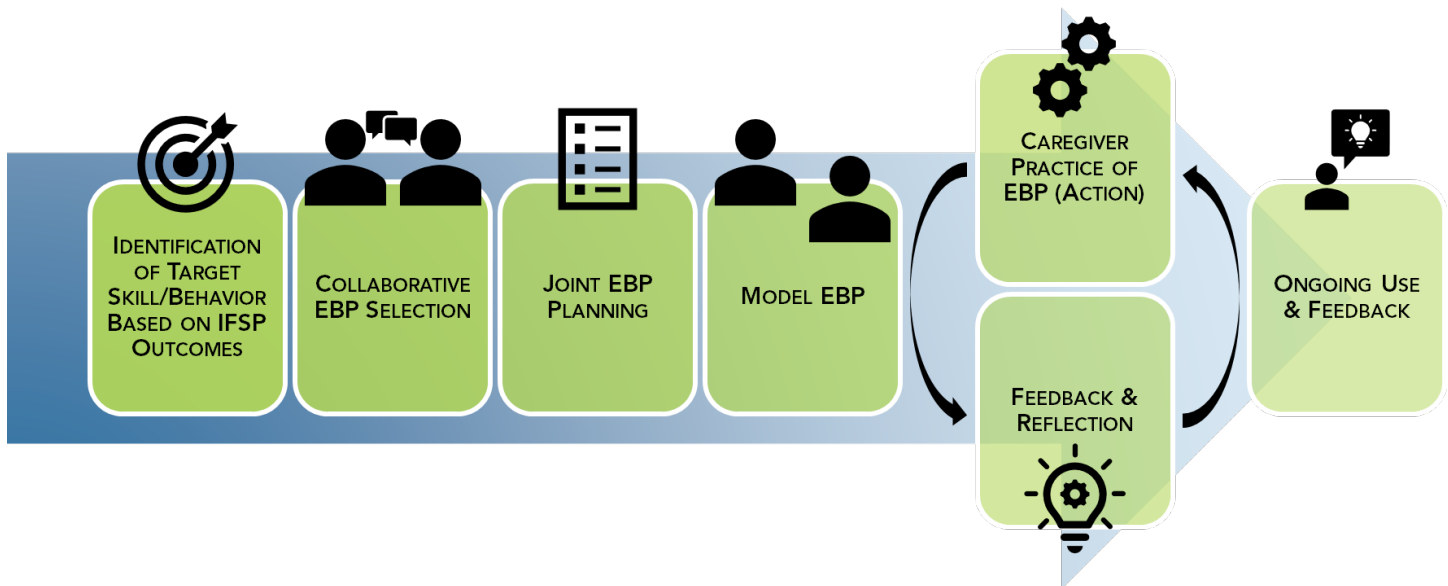 Identification
of Target
Skill/Behavior
Based on IFSP
Outcomes
Collaborative
EBP Selection
Joint EBP
Planning
Model EBP
Caregiver
Practice of
EBP (Action)
Feedback &
Reflection
Ongoing Use
& Feedback